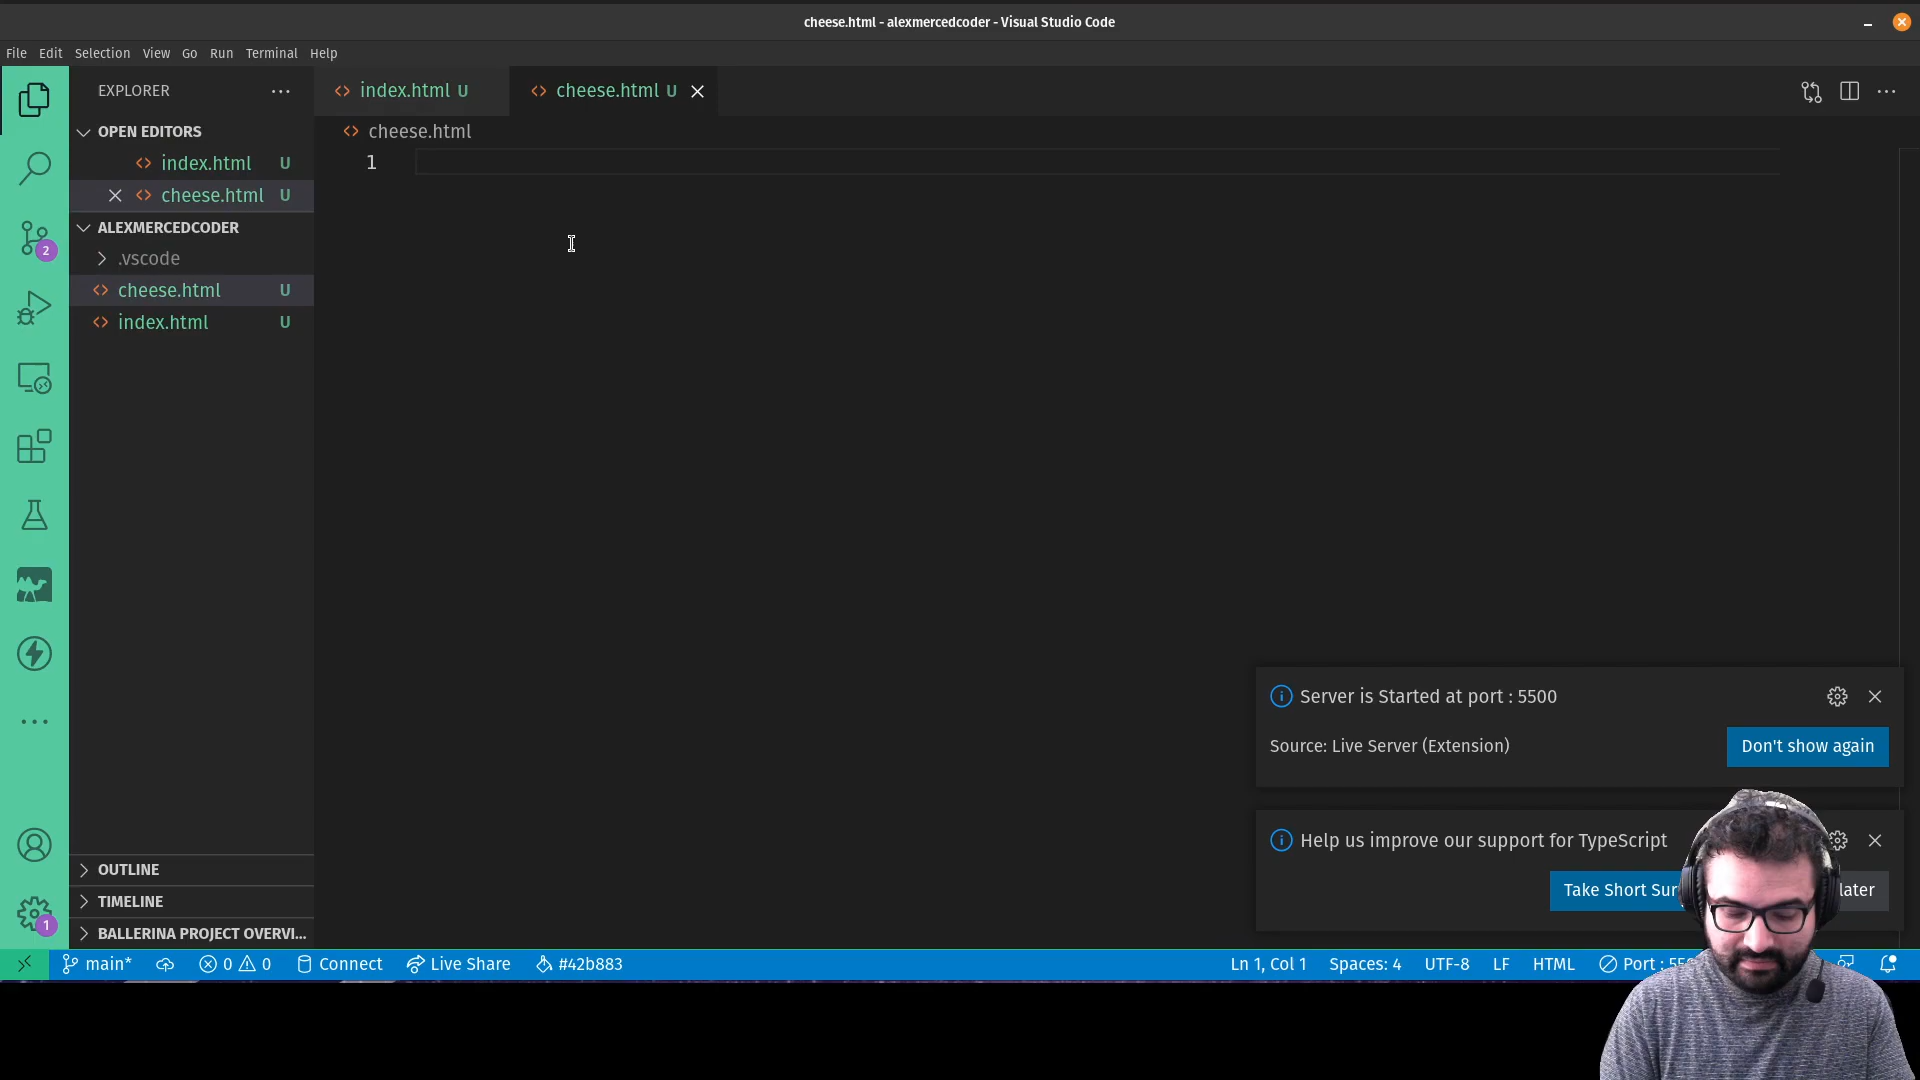 cheese.html - alexmercedcoder - Visual Studio Code
File Edit Selection View Go Run Terminal Help
EXPLORER
index.html U
cheese.html U
OPEN EDITORS
index.html U
cheese.html U
ALEXMERCEDCODER
.vscode
cheese.html U
index.html U
OUTLINE
TIMELINE
BALLERINA PROJECT OVERVI...
cheese.html
1
Server is Started at port : 5500
Source: Live Server (Extension)
Don't show again
Help us improve our support for TypeScript
Take Short Sur
later
2
1
main* 0 0 Connect Live Share #42b883
Ln 1, Col 1 Spaces: 4 UTF-8 LF HTML Port :